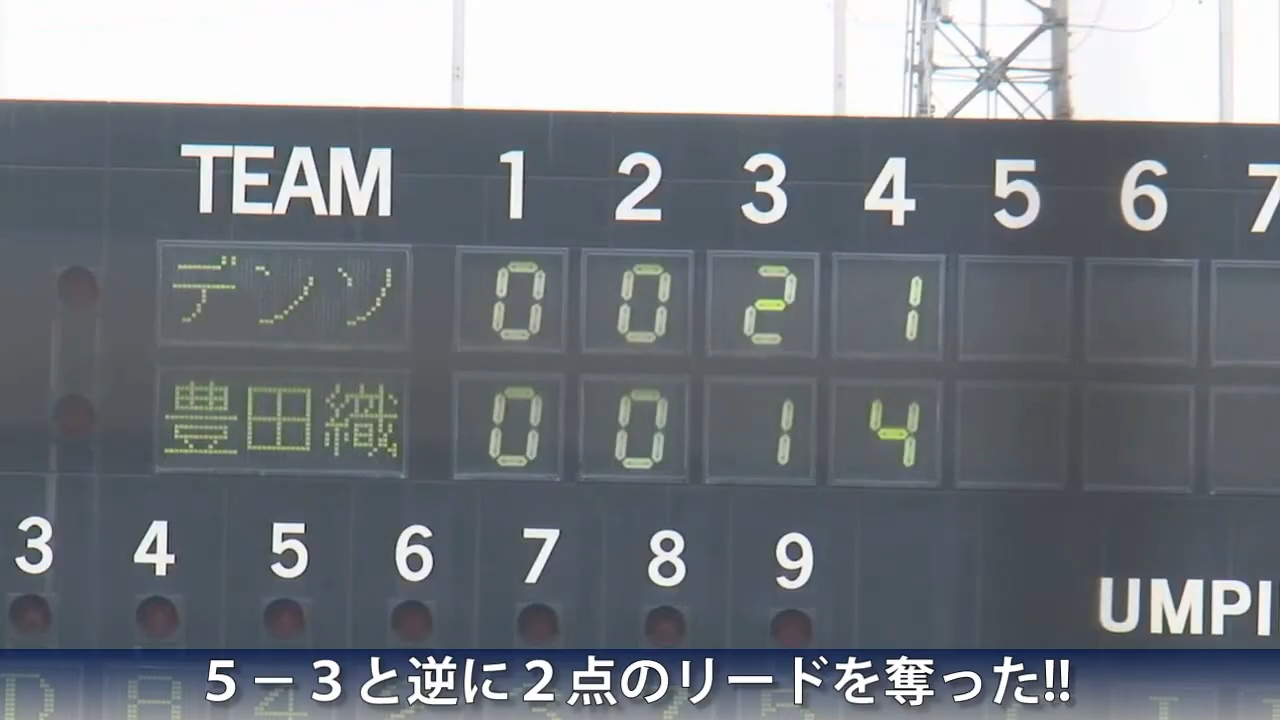 TEAM 1 2 3 4 5 6 7
デンソ 0 0 2 1
豊田織 0 0 1 4
3 4 5 6 7 8 9
UMPI
５－３と逆に２点のリードを奪った!!